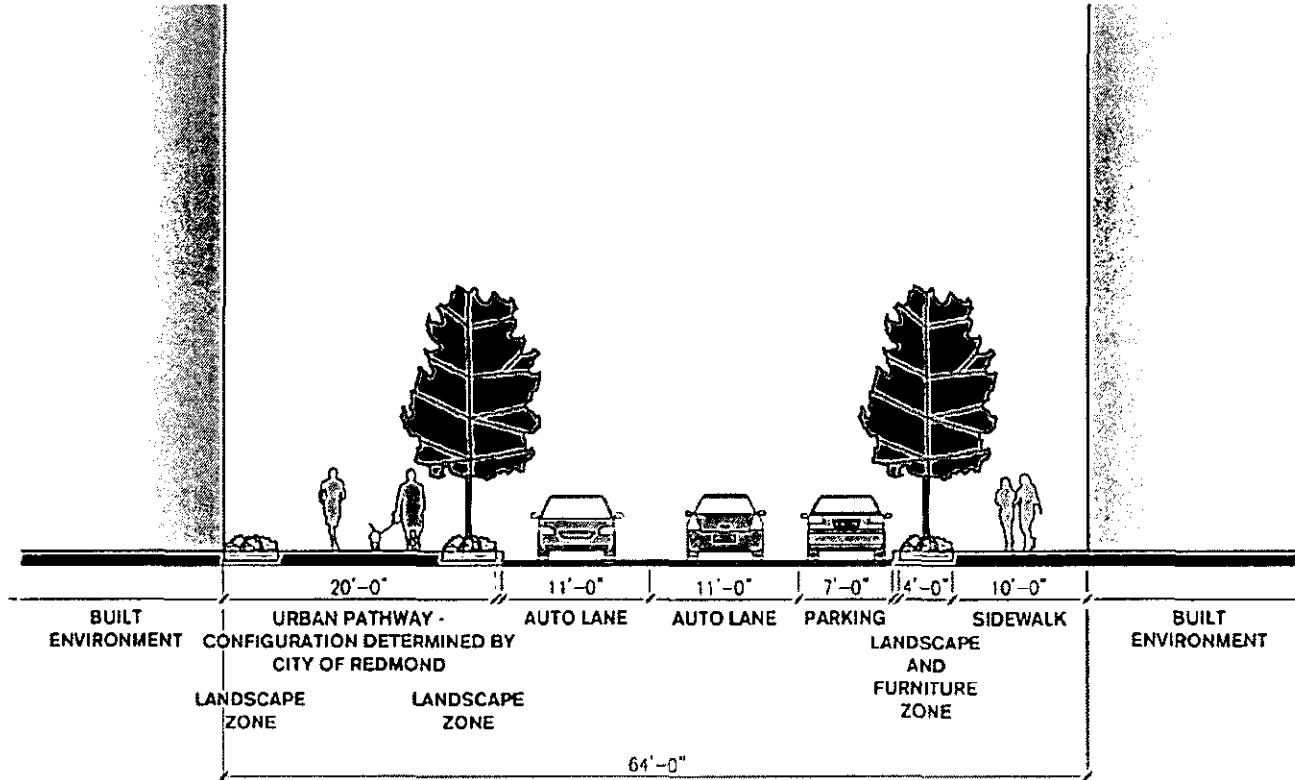 20'-0" 11'-0" 11'-0" 7'-0" 4'-0" 10'-0"
BUILT
ENVIRONMENT
URBAN PATHWAY -
CONFIGURATION DETERMINED BY
CITY OF REDMOND
AUTO LANE
AUTO LANE
PARKING
LANDSCAPE
AND
FURNITURE
ZONE
SIDEWALK
BUILT
ENVIRONMENT
LANDSCAPE
ZONE
LANDSCAPE
ZONE
64'-0"